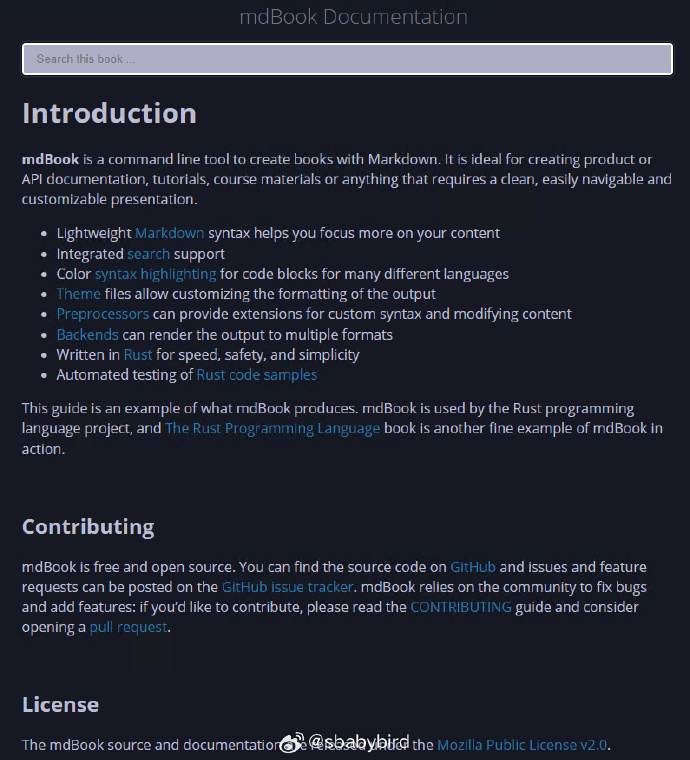 mdBook Documentation
Search this book ...
Introduction
mdBook is a command line tool to create books with Markdown. It is ideal for creating product or
API documentation, tutorials, course materials or anything that requires a clean, easily navigable and
customizable presentation.
• Lightweight Markdown syntax helps you focus more on your content
• Integrated search support
• Color syntax highlighting for code blocks for many different languages
• Theme files allow customizing the formatting of the output
• Preprocessors can provide extensions for custom syntax and modifying content
• Backends can render the output to multiple formats
• Written in Rust for speed, safety, and simplicity
• Automated testing of Rust code samples
This guide is an example of what mdBook produces. mdBook is used by the Rust programming
language project, and The Rust Programming Language book is another fine example of mdBook in
action.
Contributing
mdBook is free and open source. You can find the source code on GitHub and issues and feature
requests can be posted on the GitHub issue tracker. mdBook relies on the community to fix bugs
and add features: if you'd like to contribute, please read the CONTRIBUTING guide and consider
opening a pull request.
License
The mdBook source and documentation are released under the Mozilla Public License v2.0.
@sbabybird